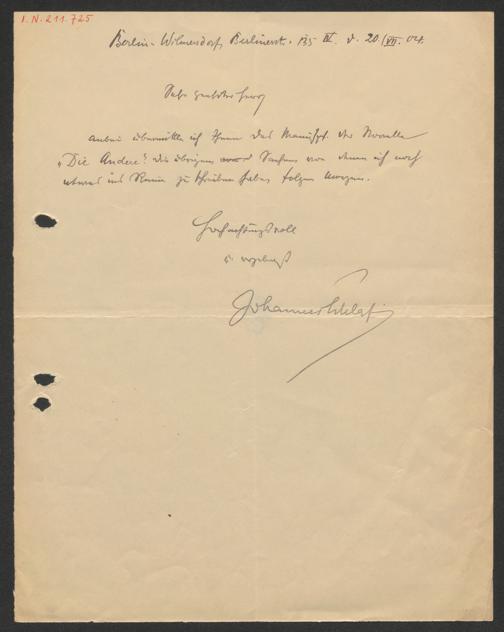 I.N. 211.725
Berlin-Wilmersdorf, Berlinerstr. 135 IV. d. 20/VII. 04.
Sehr geehrter Herr,
anbei übermittle ich Ihnen das Manuskpt. der Novelle
„Die Andere“. Die übrigen Sachen von denen ich noch
etwas ins Reine zu schreiben habe, folgen morgen.
Hochachtungsvoll
u. ergebenst
Johannes Schlaf